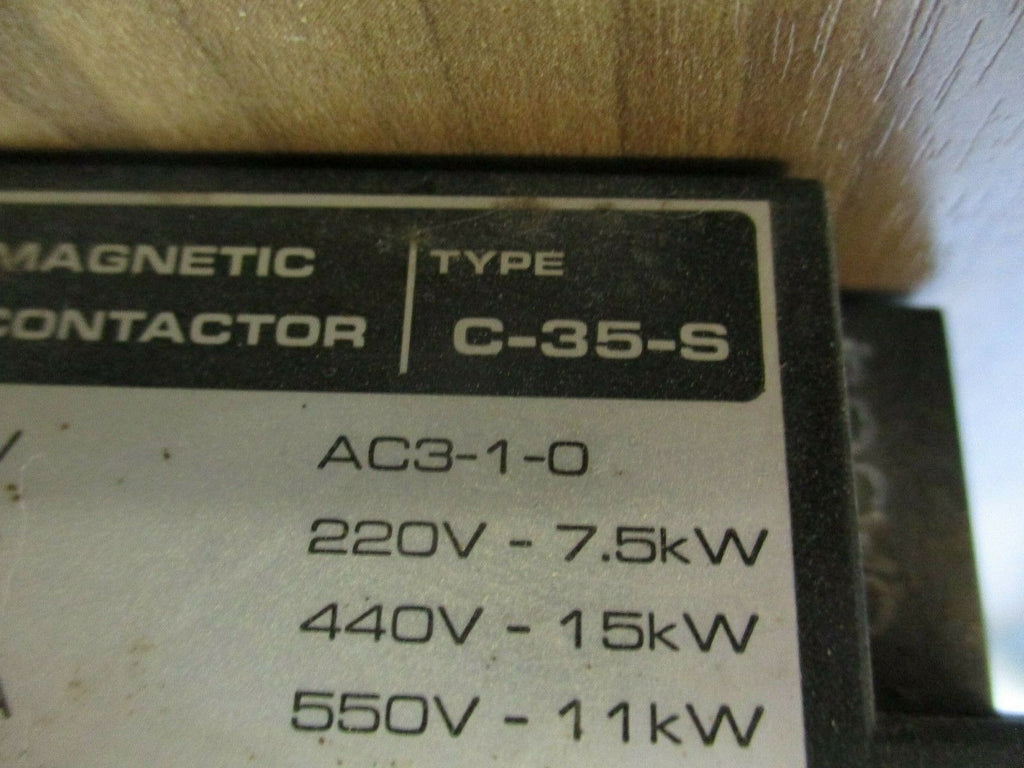 MAGNETIC
CONTACTOR
TYPE
C-35-S
AC3-1-0
220V - 7.5kW
440V - 15kW
550V - 11kW